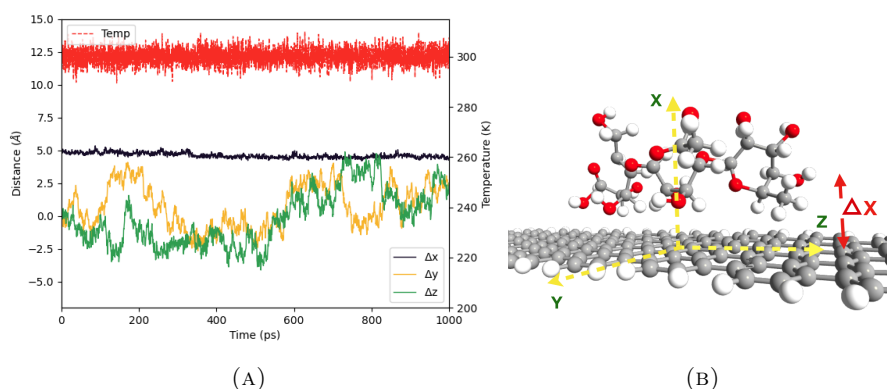 15.0
12.5
10.0
7.5
5.0
2.5
0.0
−2.5
−5.0
Distance (Å)
Temp
300
280
260
240
220
200
Temperature (K)
Δx
Δy
Δz
0 200 400 600 800 1000
Time (ps)
(A)
X
Z
ΔX
Y
(B)